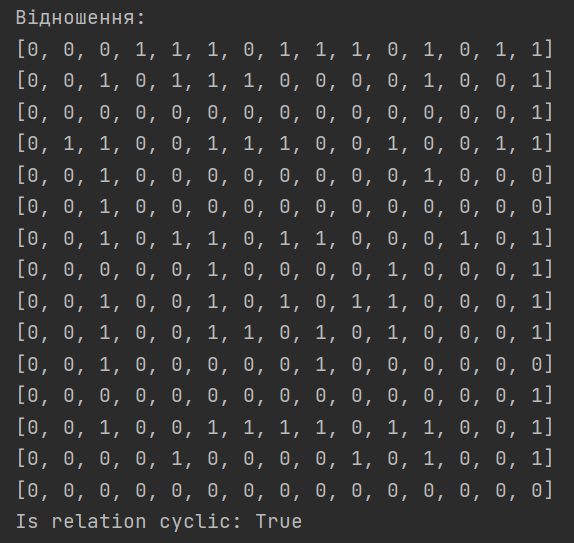 Відношення:
[0, 0, 0, 1, 1, 1, 0, 1, 1, 1, 0, 1, 0, 1, 1]
[0, 0, 1, 0, 1, 1, 1, 0, 0, 0, 0, 1, 0, 0, 1]
[0, 0, 0, 0, 0, 0, 0, 0, 0, 0, 0, 0, 0, 0, 1]
[0, 1, 1, 0, 0, 1, 1, 1, 0, 0, 1, 0, 0, 1, 1]
[0, 0, 1, 0, 0, 0, 0, 0, 0, 0, 0, 1, 0, 0, 0]
[0, 0, 1, 0, 0, 0, 0, 0, 0, 0, 0, 0, 0, 0, 0]
[0, 0, 1, 0, 1, 1, 0, 1, 1, 0, 0, 0, 1, 0, 1]
[0, 0, 0, 0, 0, 1, 0, 0, 0, 0, 1, 0, 0, 0, 1]
[0, 0, 1, 0, 0, 1, 0, 1, 0, 1, 1, 0, 0, 0, 1]
[0, 0, 1, 0, 0, 1, 1, 0, 1, 0, 1, 0, 0, 0, 1]
[0, 0, 1, 0, 0, 0, 0, 0, 1, 0, 0, 0, 0, 0, 0]
[0, 0, 0, 0, 0, 0, 0, 0, 0, 0, 0, 0, 0, 0, 1]
[0, 0, 1, 0, 0, 1, 1, 1, 1, 0, 1, 1, 0, 0, 1]
[0, 0, 0, 0, 1, 0, 0, 0, 0, 1, 0, 1, 0, 0, 1]
[0, 0, 0, 0, 0, 0, 0, 0, 0, 0, 0, 0, 0, 0, 0]
Is relation cyclic: True